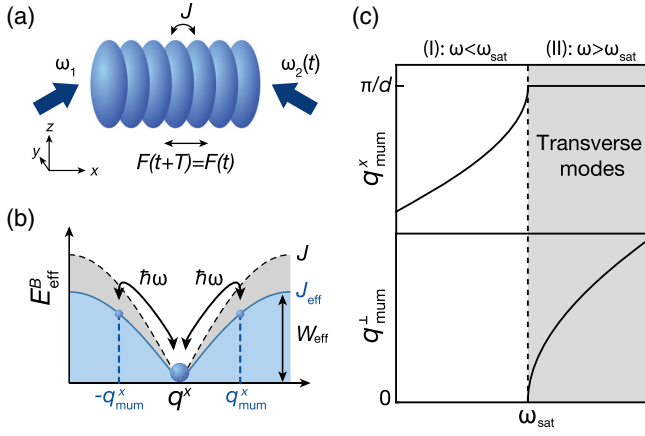 (a)
J
ω1
ω2(t)
z
y
x
F(t+T)=F(t)
(b)
E^B_eff
ħω
ħω
J
J_eff
W_eff
-q^x_mum
q^x
q^x_mum
(c)
(I): ω<ω_sat
(II): ω>ω_sat
π/d
q^x_mum
Transverse
modes
q^⊥_mum
0
ω_sat